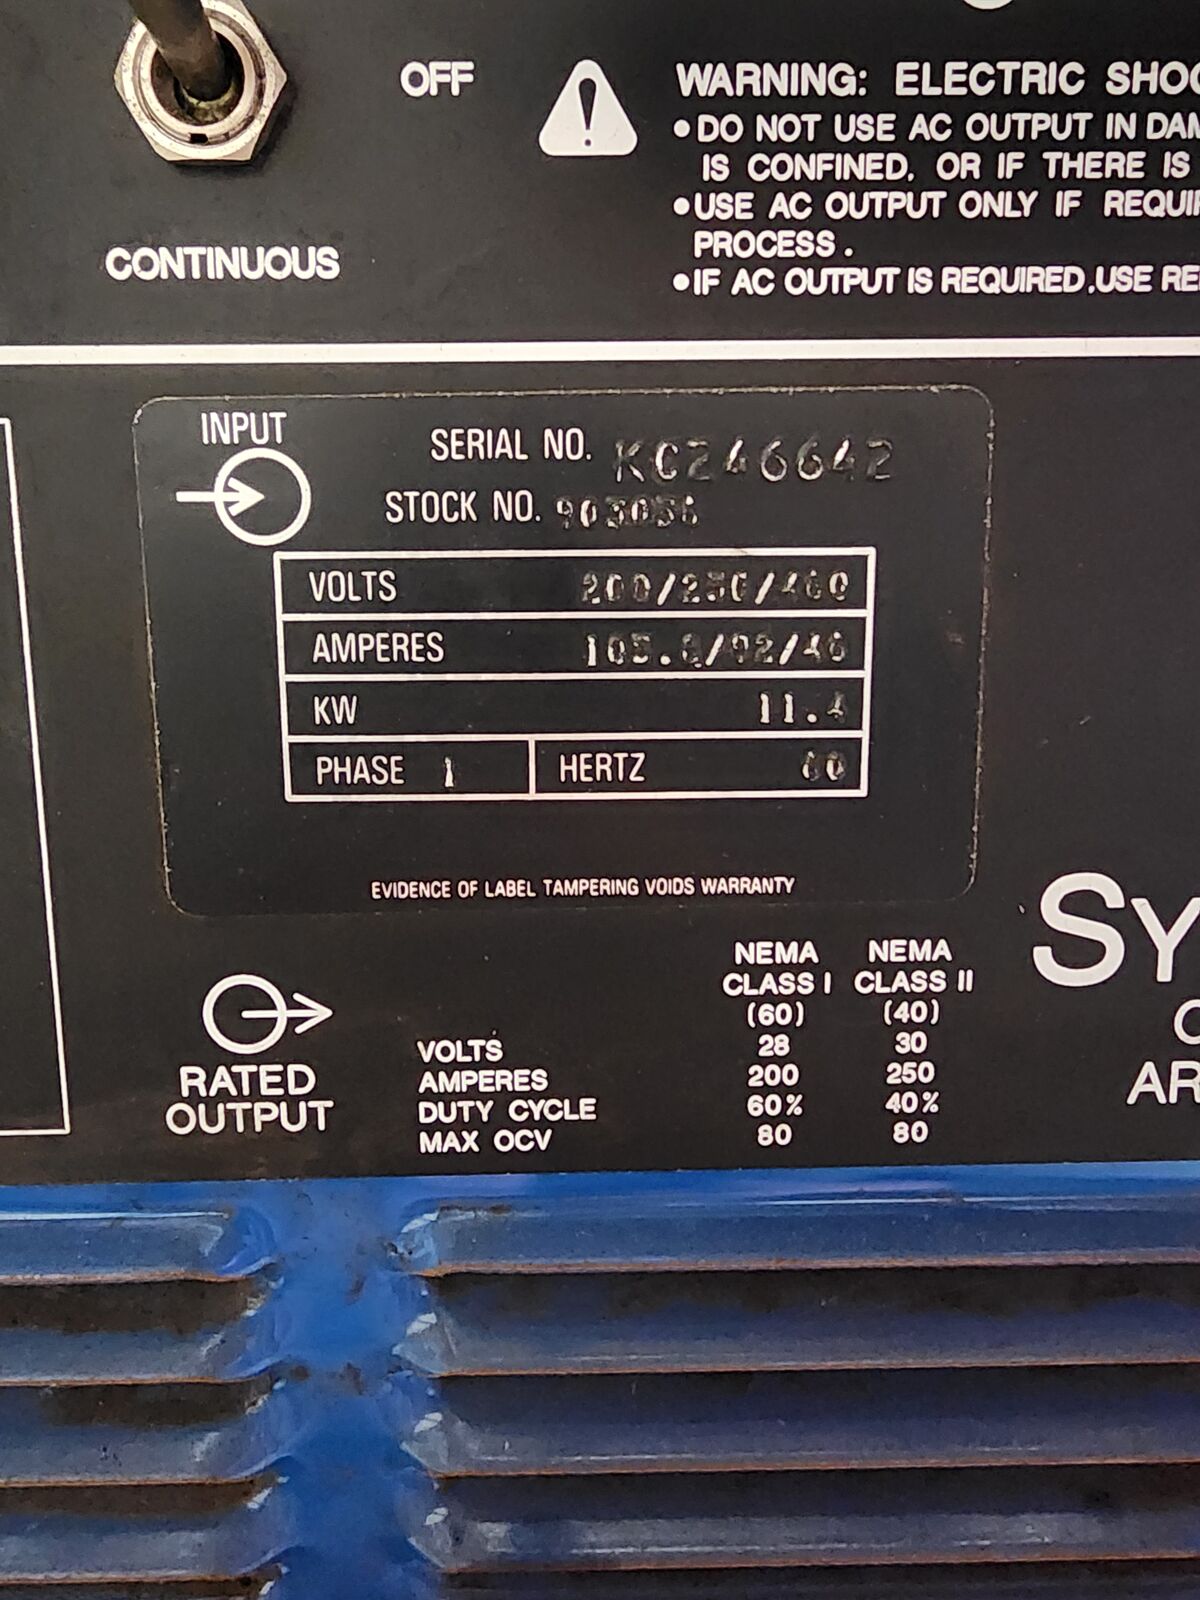 OFF
WARNING: ELECTRIC SHOC
•DO NOT USE AC OUTPUT IN DAM
IS CONFINED, OR IF THERE IS
•USE AC OUTPUT ONLY IF REQUIR
PROCESS.
•IF AC OUTPUT IS REQUIRED, USE RE
CONTINUOUS
INPUT
SERIAL NO. KC246642
STOCK NO. 903036
VOLTS 200/230/460
AMPERES 105.8/92/46
KW 11.4
PHASE 1 HERTZ 60
EVIDENCE OF LABEL TAMPERING VOIDS WARRANTY
SY
AR
RATED
OUTPUT
NEMA NEMA
CLASS I CLASS II
(60) (40)
VOLTS 28 30
AMPERES 200 250
DUTY CYCLE 60% 40%
MAX OCV 80 80